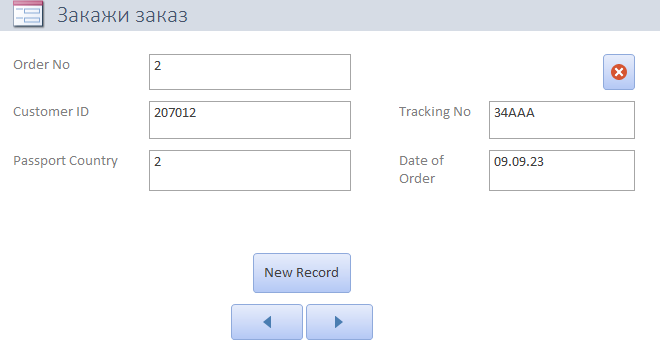 Закажи заказ
Order No
2
Customer ID
207012
Tracking No
34AAA
Passport Country
2
Date of
Order
09.09.23
New Record